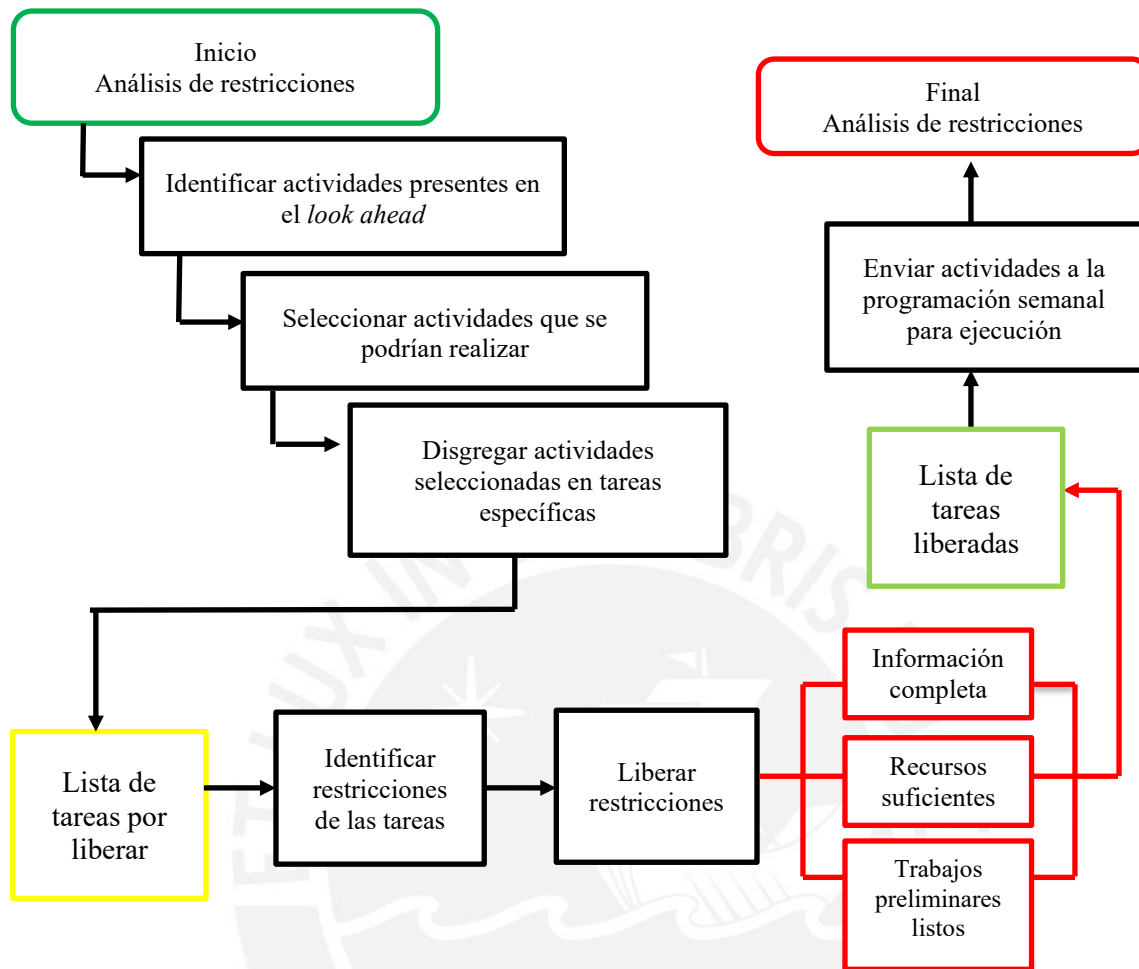 Inicio
Análisis de restricciones
Identificar actividades presentes en
el look ahead
Seleccionar actividades que se
podrían realizar
Disgregar actividades
seleccionadas en tareas
específicas
Lista de
tareas por
liberar
Identificar
restricciones
de las tareas
Liberar
restricciones
Información
completa
Recursos
suficientes
Trabajos
preliminares
listos
Lista de
tareas
liberadas
Enviar actividades a la
programación semanal
para ejecución
Final
Análisis de restricciones
ET LUX IN